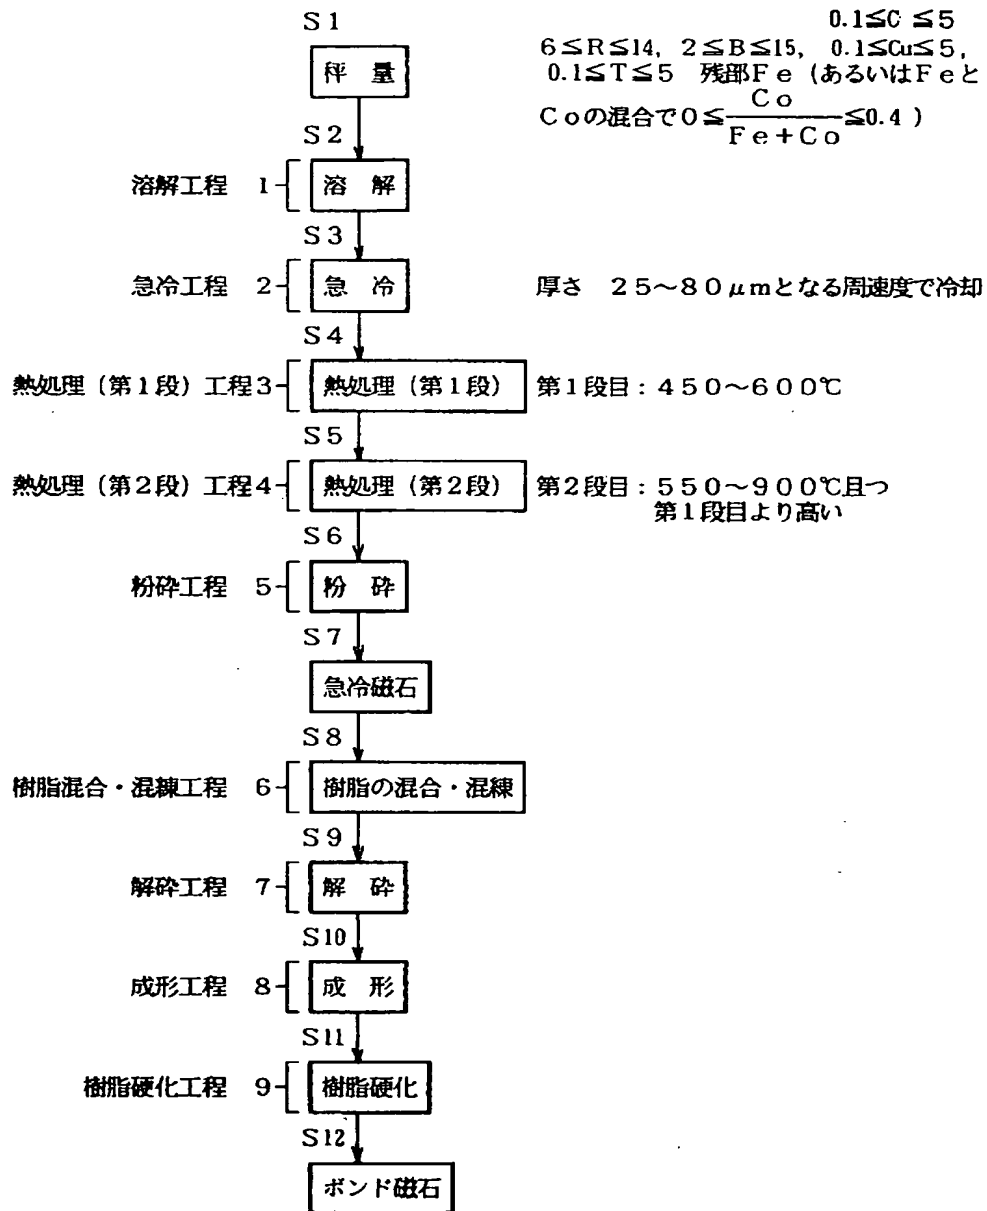 S1
0.1≦C ≦5
6≦R≦14, 2≦B≦15, 0.1≦Cu≦5,
秤 量
0.1≦T≦5 残部Fe (あるいはFeと
Coの混合で0≦Co/Fe+Co≦0.4 )
S2
溶解工程 1
溶 解
S3
急冷工程 2
急 冷
厚さ 25～80μmとなる周速度で冷却
S4
熱処理 (第1段) 工程3
熱処理 (第1段)
第1段目: 450～600℃
S5
熱処理 (第2段) 工程4
熱処理 (第2段)
第2段目: 550～900℃且つ
第1段目より高い
S6
粉砕工程 5
粉 砕
S7
急冷磁石
S8
樹脂混合・混練工程 6
樹脂の混合・混練
S9
解砕工程 7
解 砕
S10
成形工程 8
成 形
S11
樹脂硬化工程 9
樹脂硬化
S12
ボンド磁石